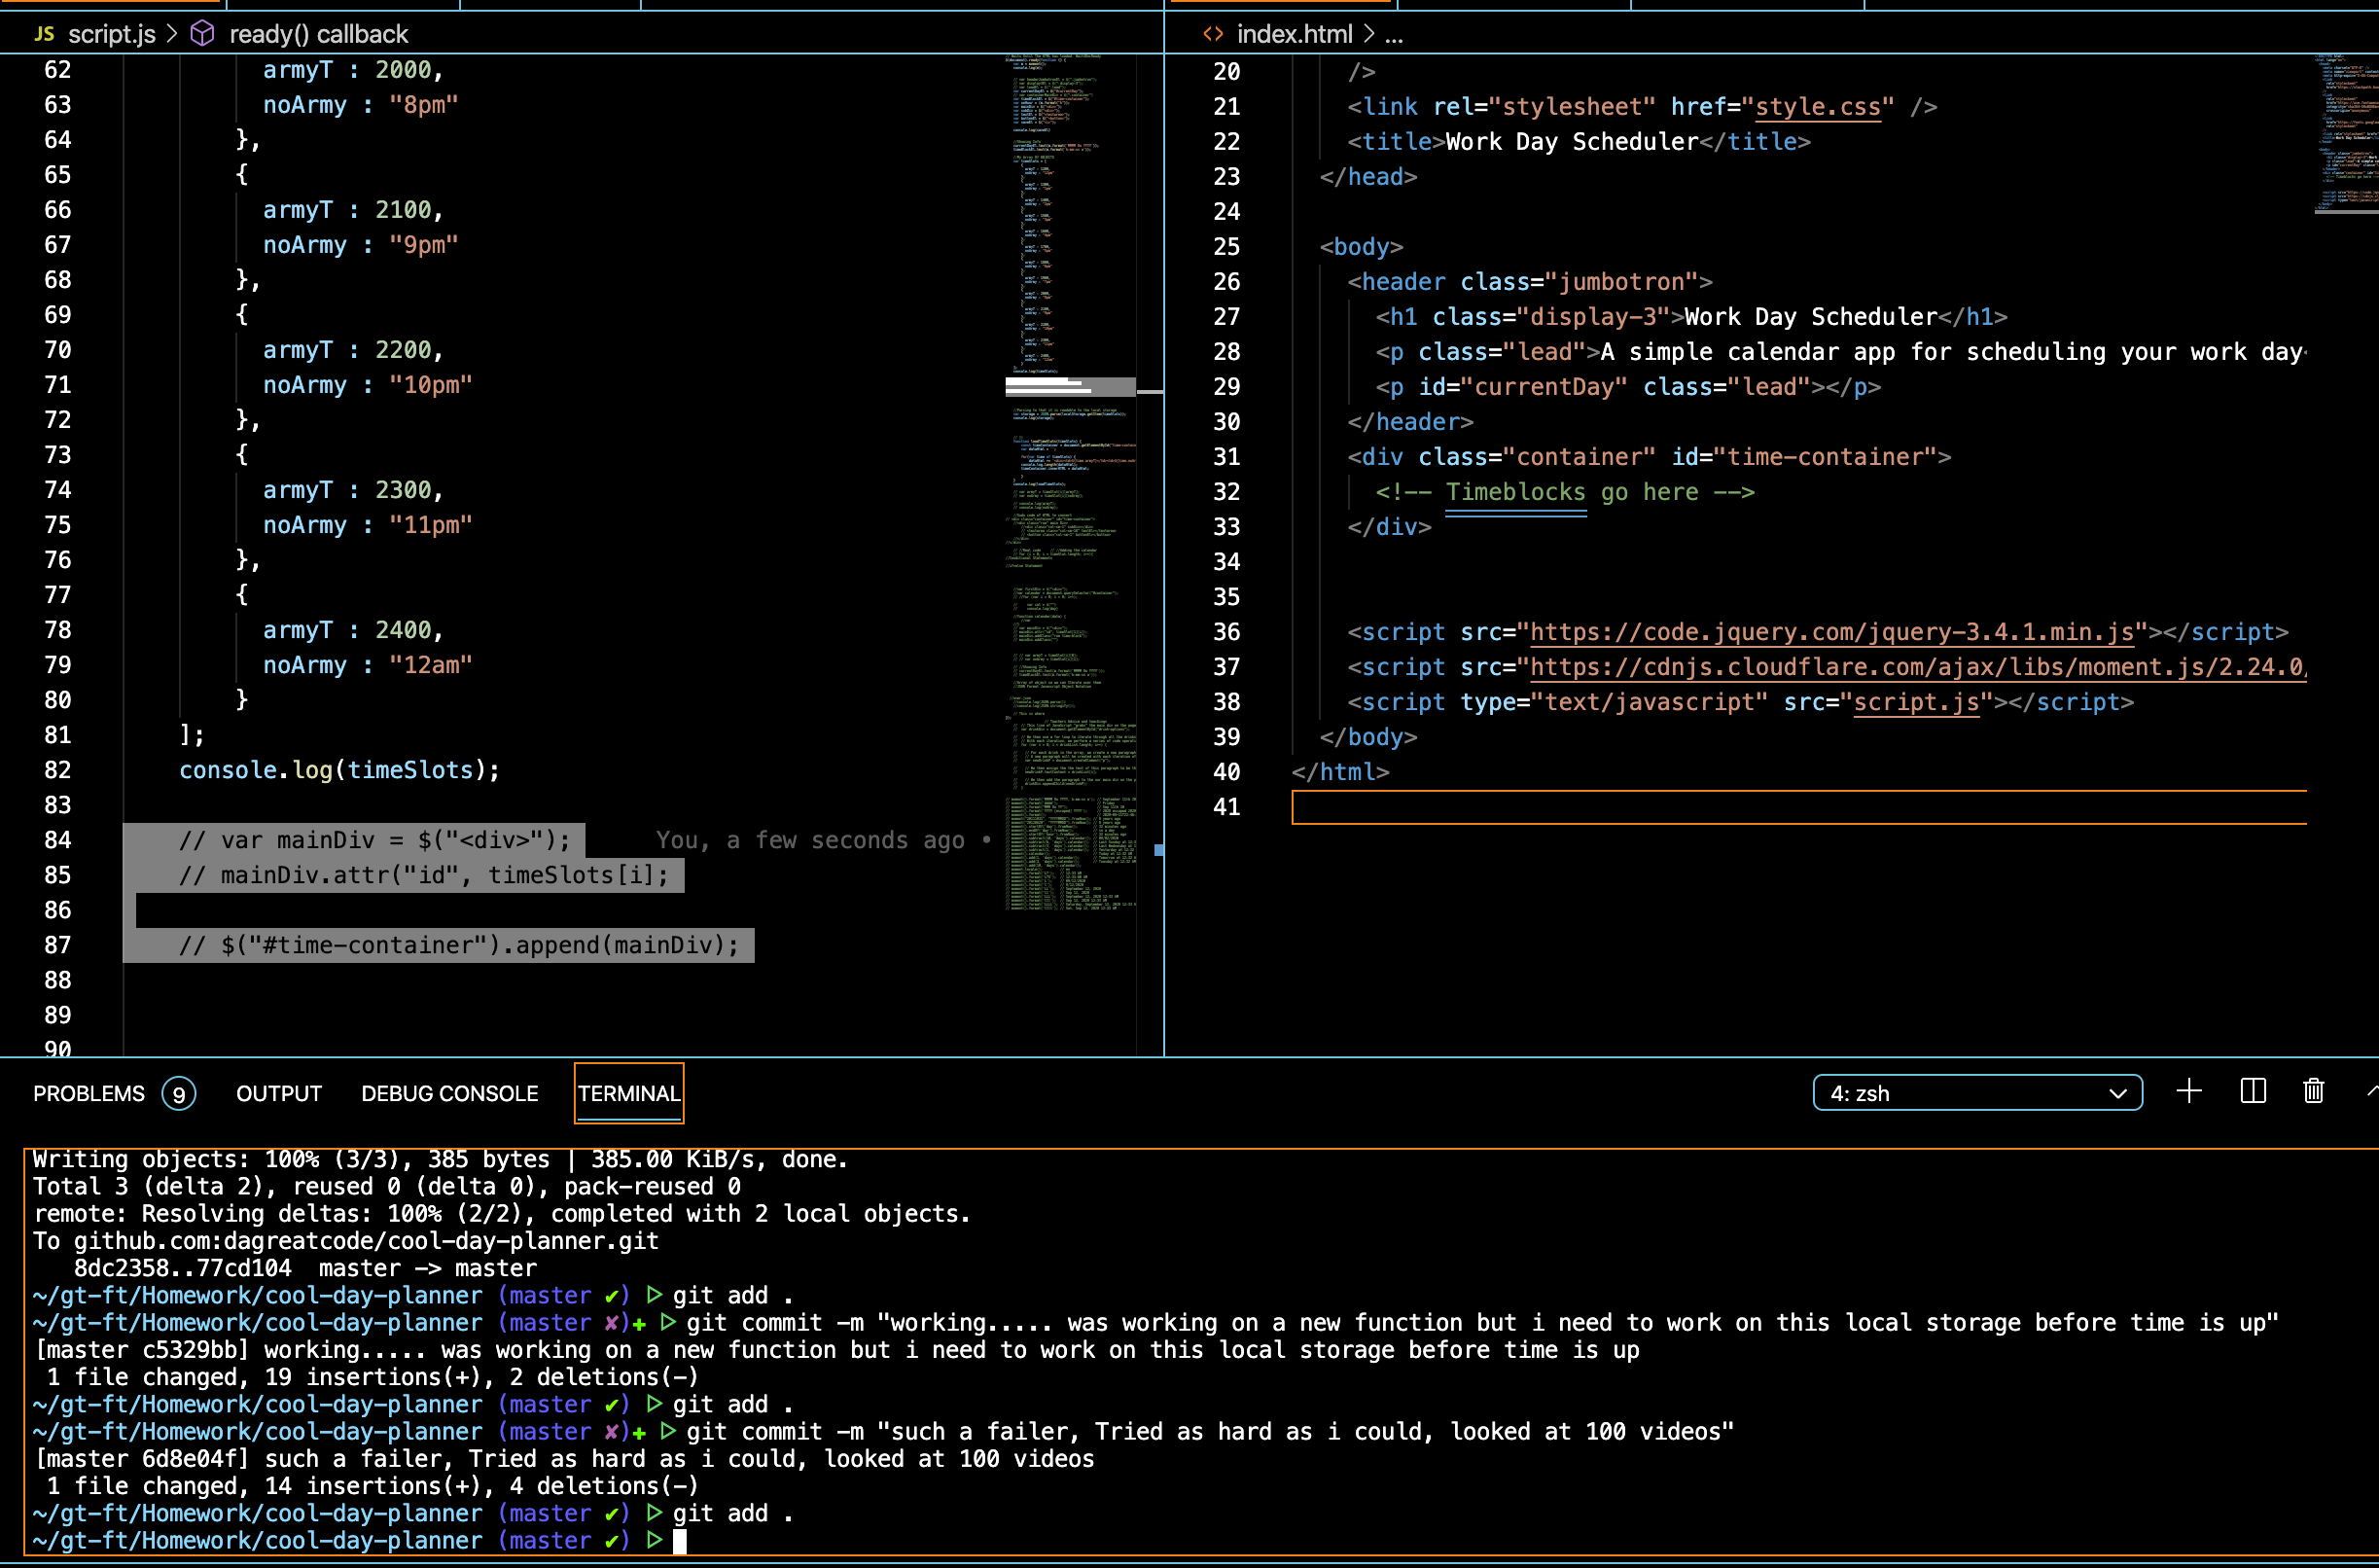 JS script.js > ready() callback
62 armyT : 2000,
63 noArmy : "8pm"
64 },
65 {
66 armyT : 2100,
67 noArmy : "9pm"
68 },
69 {
70 armyT : 2200,
71 noArmy : "10pm"
72 },
73 {
74 armyT : 2300,
75 noArmy : "11pm"
76 },
77 {
78 armyT : 2400,
79 noArmy : "12am"
80 }
81 ];
82 console.log(timeSlots);
83
84 // var mainDiv = $("<div>"); You, a few seconds ago •
85 // mainDiv.attr("id", timeSlots[i];
86
87 // $("#time-container").append(mainDiv);
88
89
90
<> index.html > ...
20 />
21 <link rel="stylesheet" href="style.css" />
22 <title>Work Day Scheduler</title>
23 </head>
24
25 <body>
26 <header class="jumbotron">
27 <h1 class="display-3">Work Day Scheduler</h1>
28 <p class="lead">A simple calendar app for scheduling your work day
29 <p id="currentDay" class="lead"></p>
30 </header>
31 <div class="container" id="time-container">
32 <!-- Timeblocks go here -->
33 </div>
34
35
36 <script src="https://code.jquery.com/jquery-3.4.1.min.js"></script>
37 <script src="https://cdnjs.cloudflare.com/ajax/libs/moment.js/2.24.0/
38 <script type="text/javascript" src="script.js"></script>
39 </body>
40 </html>
41
PROBLEMS 9 OUTPUT DEBUG CONSOLE TERMINAL 4: zsh
Writing objects: 100% (3/3), 385 bytes | 385.00 KiB/s, done.
Total 3 (delta 2), reused 0 (delta 0), pack-reused 0
remote: Resolving deltas: 100% (2/2), completed with 2 local objects.
To github.com:dagreatcode/cool-day-planner.git
8dc2358..77cd104 master -> master
~/gt-ft/Homework/cool-day-planner (master ✔) ▷ git add .
~/gt-ft/Homework/cool-day-planner (master ✘)✚ ▷ git commit -m "working..... was working on a new function but i need to work on this local storage before time is up"
[master c5329bb] working..... was working on a new function but i need to work on this local storage before time is up
1 file changed, 19 insertions(+), 2 deletions(-)
~/gt-ft/Homework/cool-day-planner (master ✔) ▷ git add .
~/gt-ft/Homework/cool-day-planner (master ✘)✚ ▷ git commit -m "such a failer, Tried as hard as i could, looked at 100 videos"
[master 6d8e04f] such a failer, Tried as hard as i could, looked at 100 videos
1 file changed, 14 insertions(+), 4 deletions(-)
~/gt-ft/Homework/cool-day-planner (master ✔) ▷ git add .
~/gt-ft/Homework/cool-day-planner (master ✔) ▷